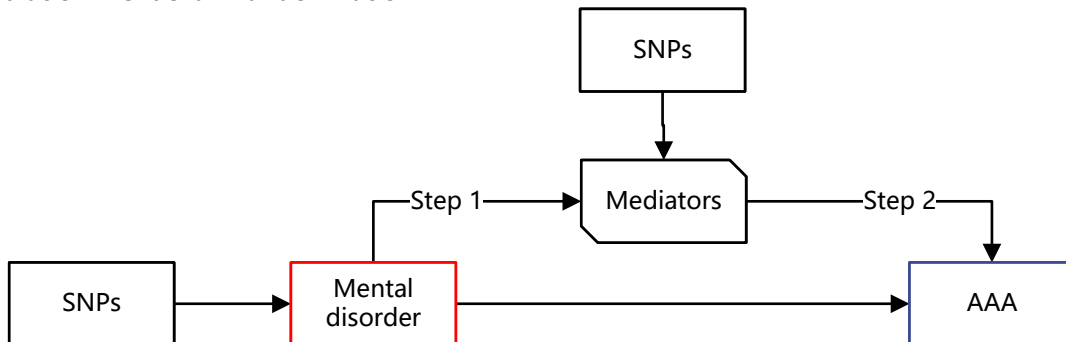 SNPs
Step 1
Mediators
Step 2
SNPs
Mental
disorder
AAA